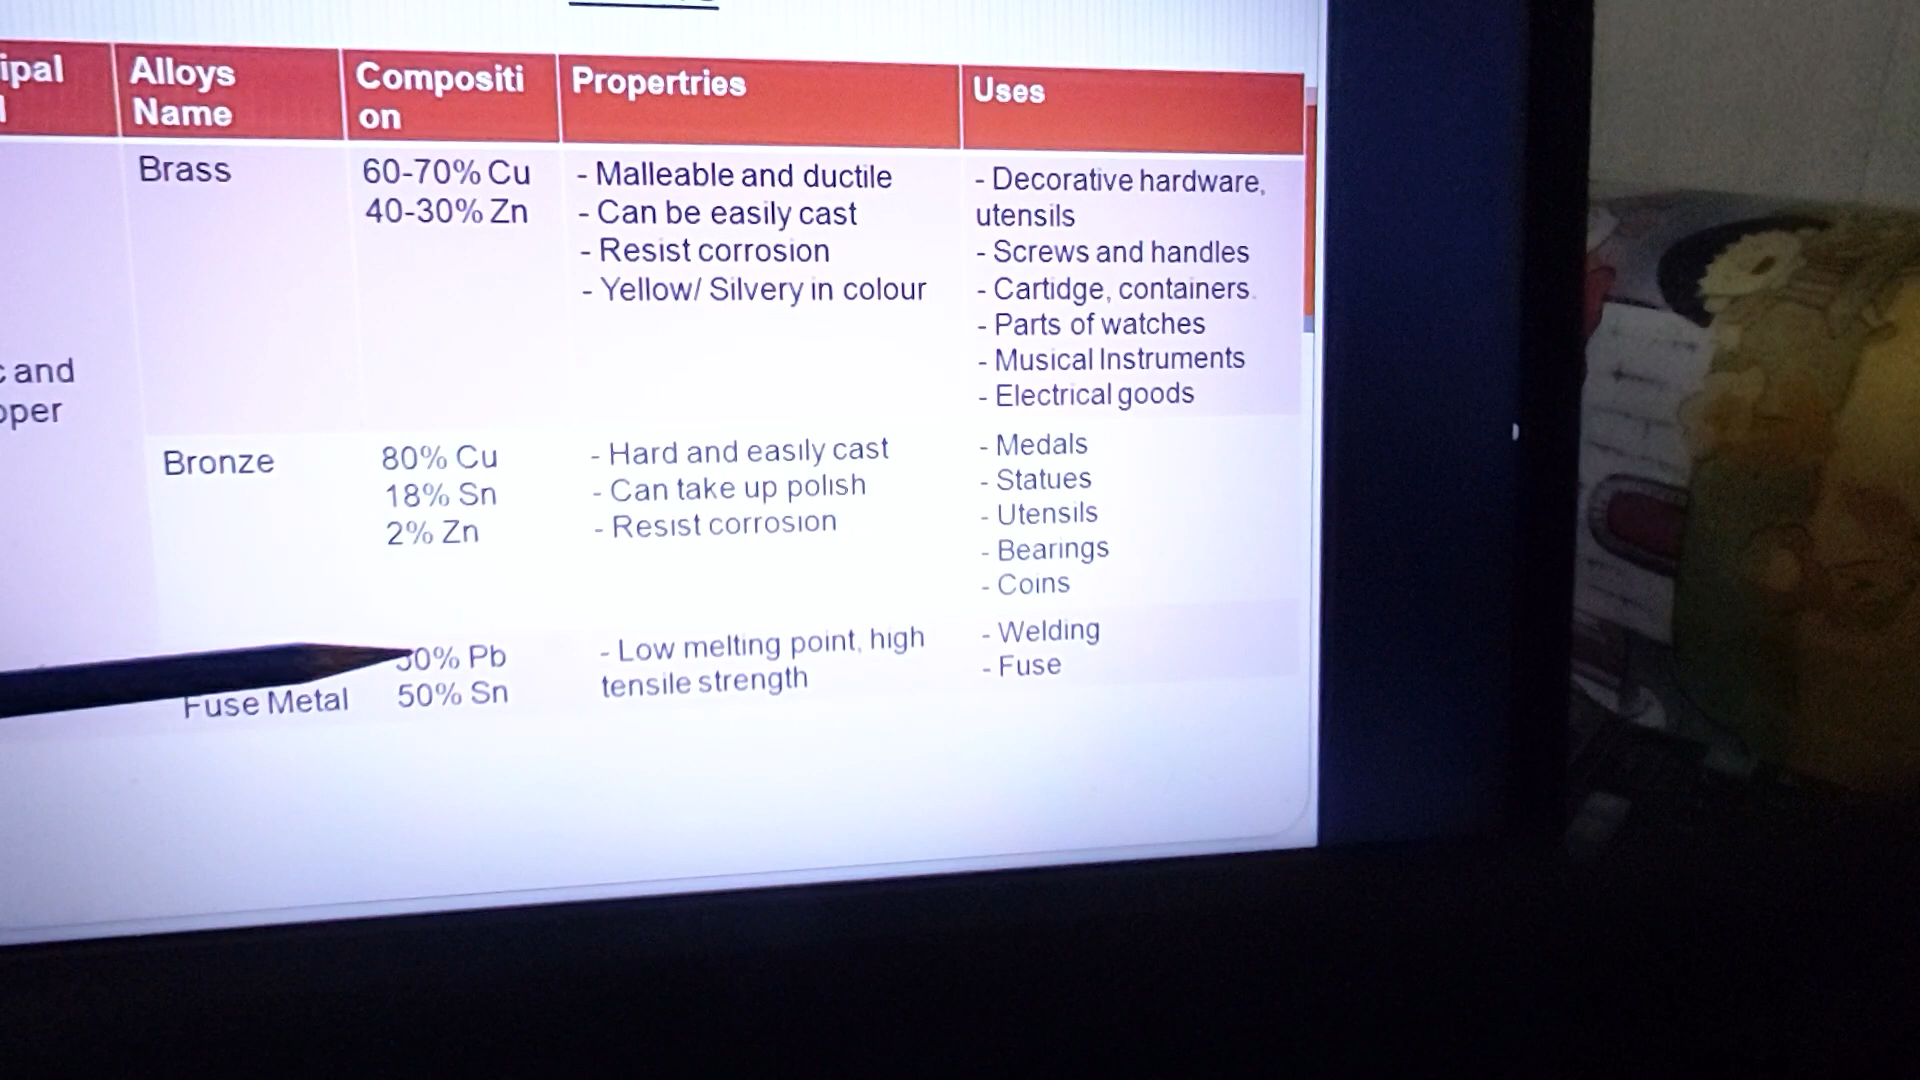 Alloys
Name
Compositi
on
Propertries
Uses
Brass
60-70% Cu
40-30% Zn
- Malleable and ductile
- Can be easily cast
- Resist corrosion
- Yellow/ Silvery in colour
- Decorative hardware,
utensils
- Screws and handles
- Cartidge, containers.
- Parts of watches
- Musical Instruments
- Electrical goods
and
Bronze
80% Cu
18% Sn
2% Zn
- Hard and easily cast
- Can take up polish
- Resist corrosion
- Medals
- Statues
- Utensils
- Bearings
- Coins
Fuse Metal
50% Pb
50% Sn
- Low melting point, high
tensile strength
- Welding
- Fuse